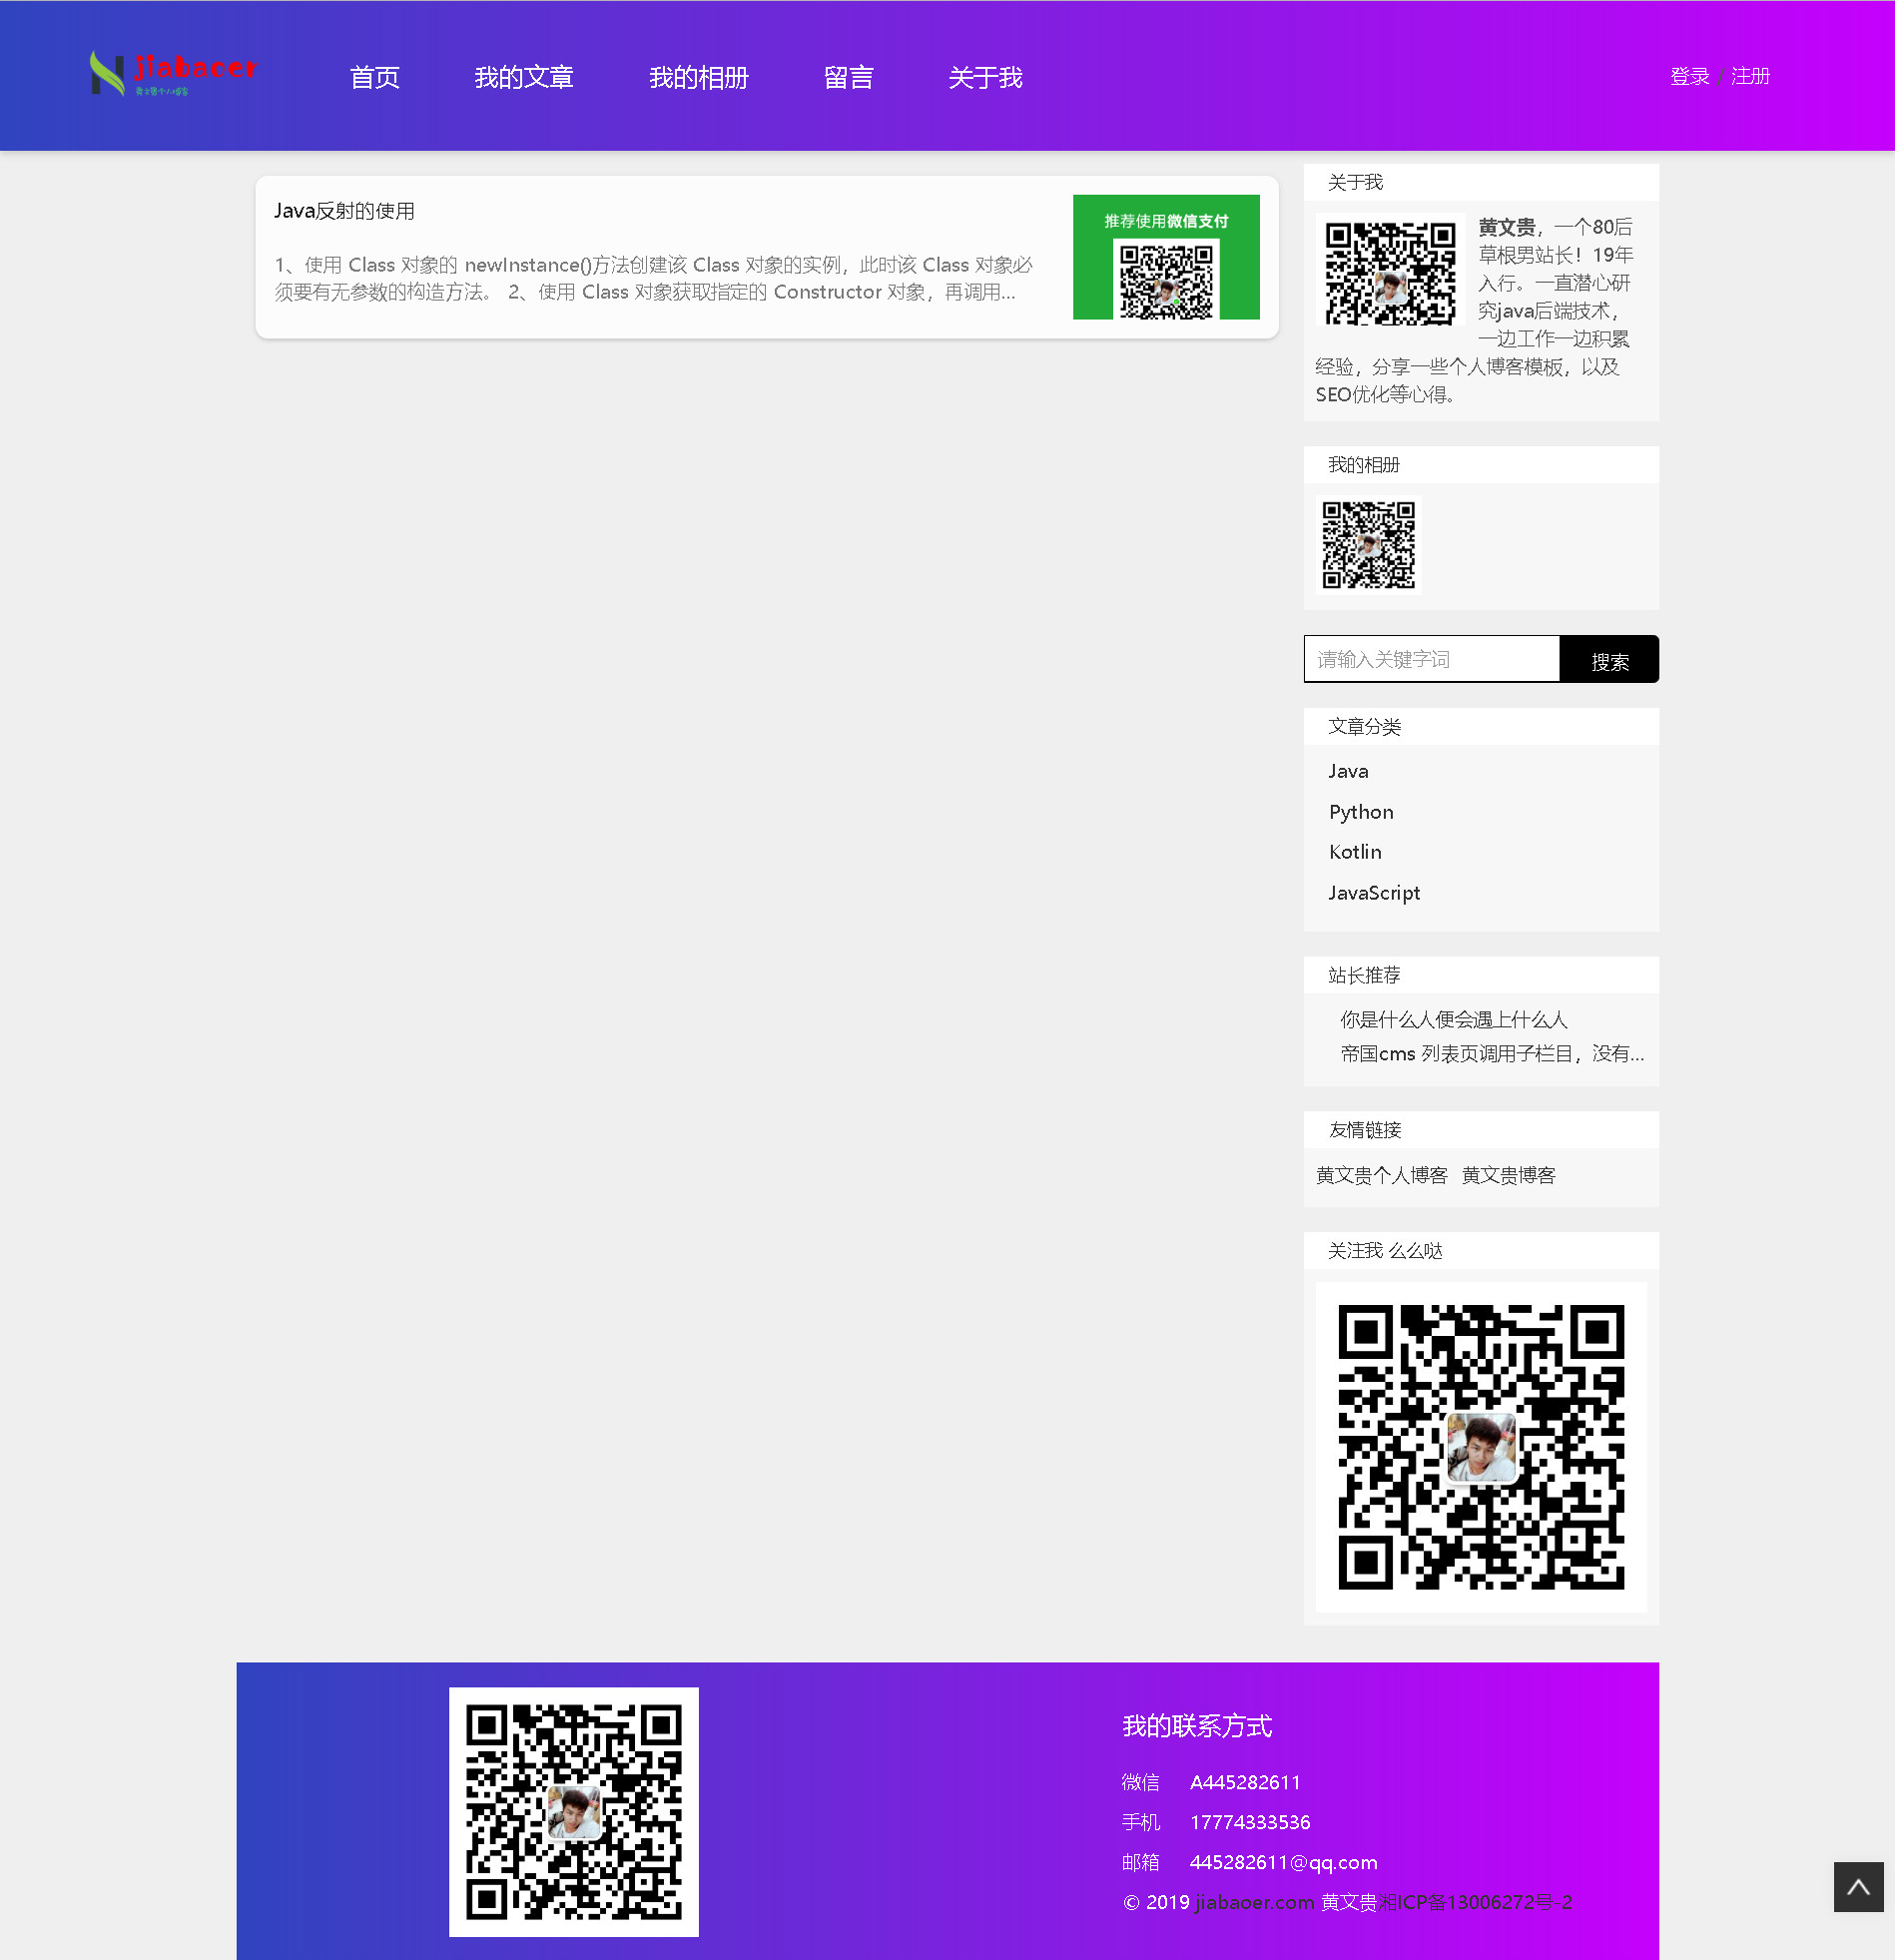 jiabaoer
黄文贵个人博客
首页
我的文章
我的相册
留言
关于我
登录 / 注册
Java反射的使用
1、使用 Class 对象的 newInstance()方法创建该 Class 对象的实例，此时该 Class 对象必
须要有无参数的构造方法。 2、使用 Class 对象获取指定的 Constructor 对象，再调用...
推荐使用微信支付
关于我
黄文贵，一个80后
草根男站长！19年
入行。一直潜心研
究java后端技术，
一边工作一边积累
经验，分享一些个人博客模板，以及
SEO优化等心得。
我的相册
请输入关键字词
搜索
文章分类
Java
Python
Kotlin
JavaScript
站长推荐
你是什么人便会遇上什么人
帝国cms 列表页调用子栏目，没有...
友情链接
黄文贵个人博客 黄文贵博客
关注我 么么哒
我的联系方式
微信 A445282611
手机 17774333536
邮箱 445282611@qq.com
© 2019 jiabaoer.com 黄文贵湘ICP备13006272号-2